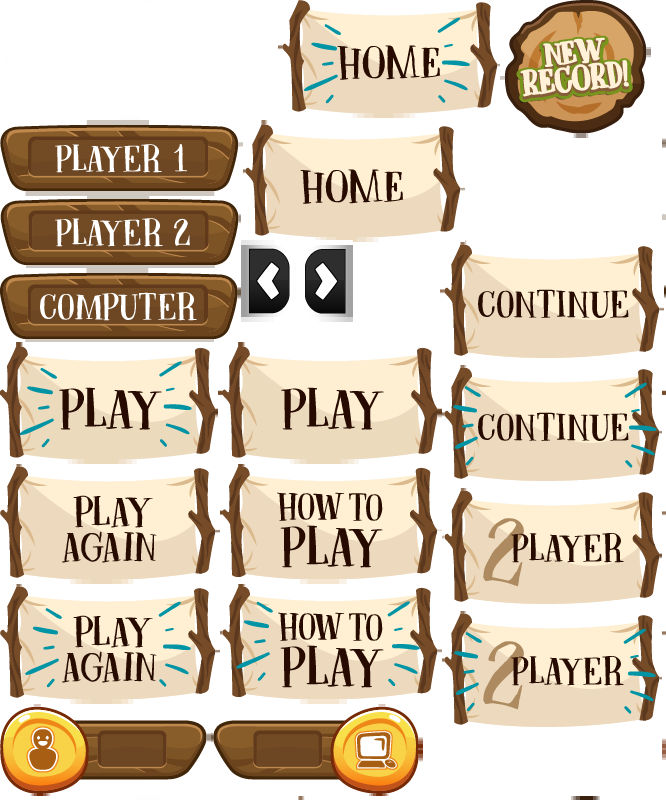 HOME
NEW
RECORD!
PLAYER 1
HOME
PLAYER 2
COMPUTER
CONTINUE
PLAY
PLAY
CONTINUE
PLAY
AGAIN
HOW TO
PLAY
2 PLAYER
PLAY
AGAIN
HOW TO
PLAY
2 PLAYER